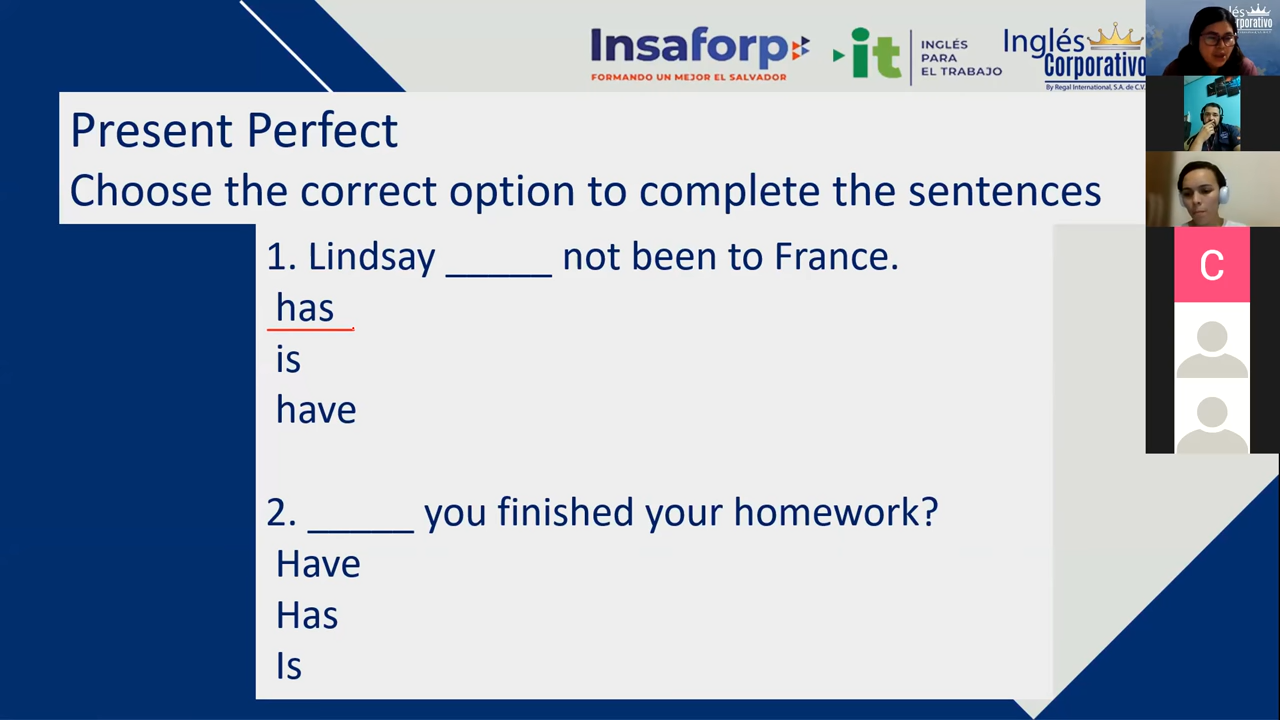 Insaforp
FORMANDO UN MEJOR EL SALVADOR
it
INGLÉS
PARA
EL TRABAJO
Inglés
Corporativo
By Regal International, S.A. de C.V.
Present Perfect
Choose the correct option to complete the sentences
1. Lindsay _____ not been to France.
has
is
have
2. _____ you finished your homework?
Have
Has
Is
C